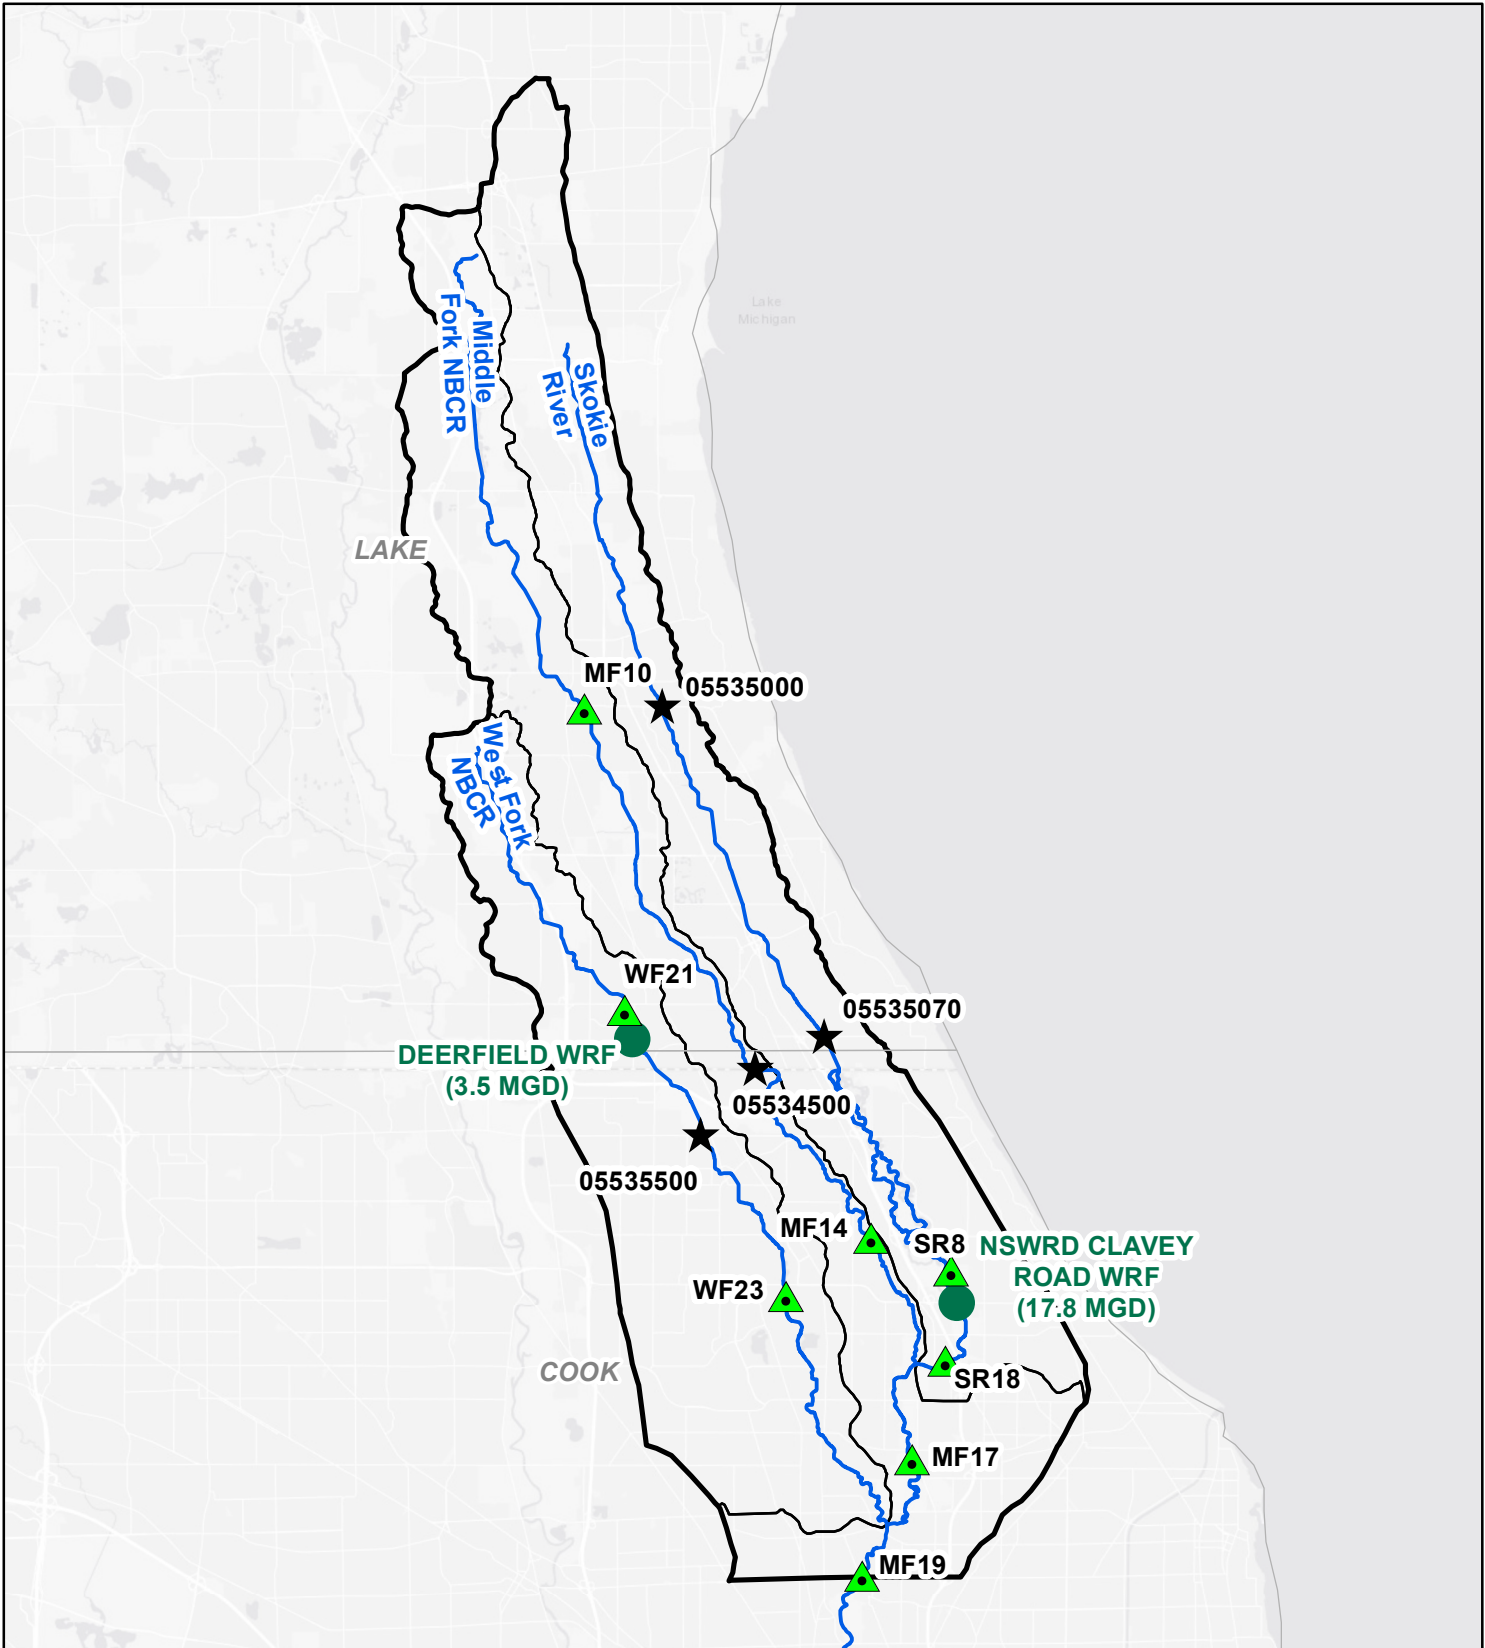 Lake
Michigan
Middle
Fork NBCR
Skokie
River
LAKE
MF10
05535000
West Fork
NBCR
WF21
05535070
DEERFIELD WRF
(3.5 MGD)
05534500
05535500
MF14
SR8
NSWRD CLAVEY
ROAD WRF
(17.8 MGD)
WF23
COOK
SR18
MF17
MF19